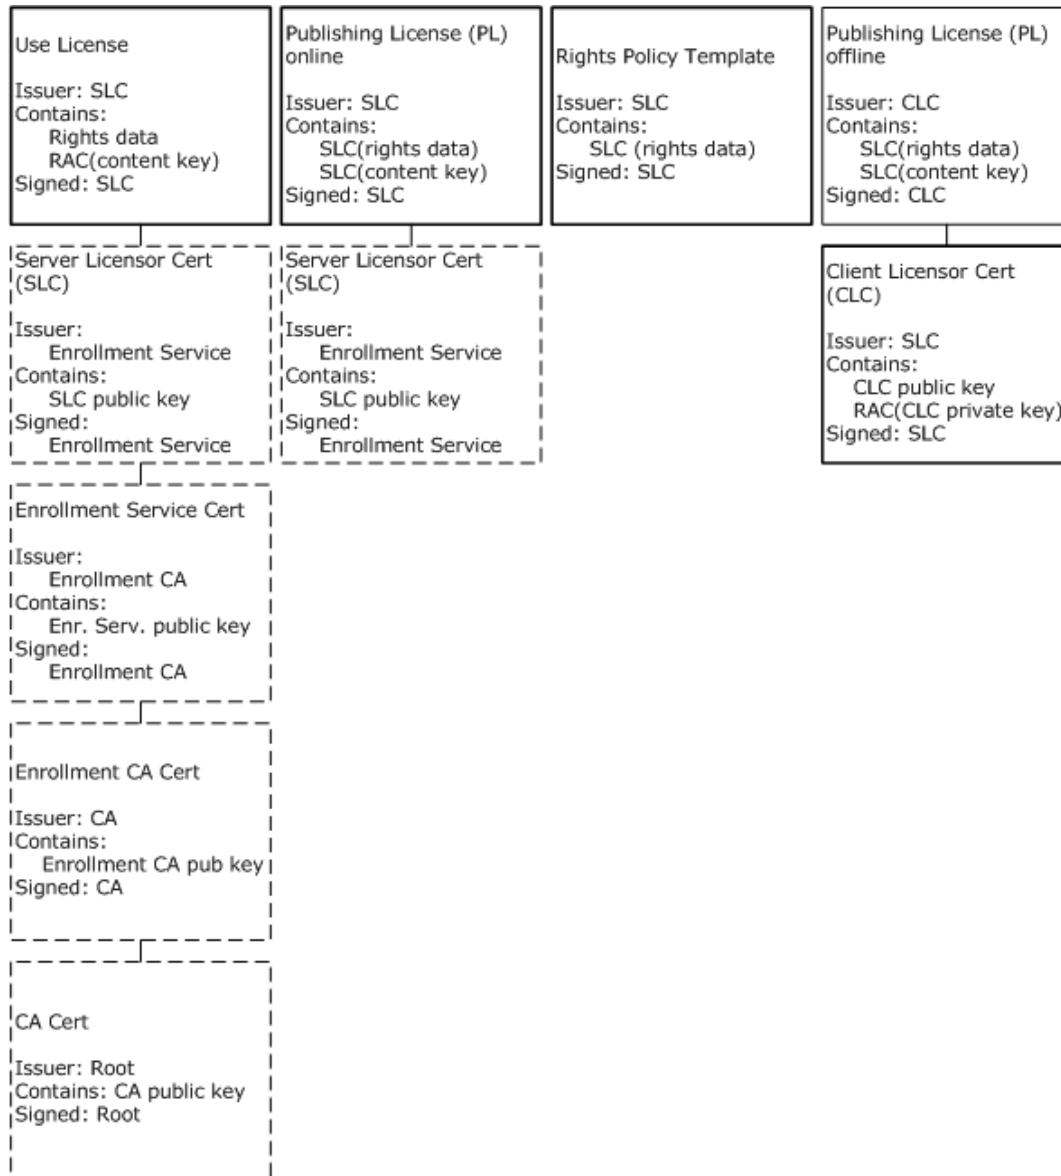 Use License
Issuer: SLC
Contains:
Rights data
RAC(content key)
Signed: SLC
Publishing License (PL)
online
Issuer: SLC
Contains:
SLC(rights data)
SLC(content key)
Signed: SLC
Rights Policy Template
Issuer: SLC
Contains:
SLC (rights data)
Signed: SLC
Publishing License (PL)
offline
Issuer: CLC
Contains:
SLC(rights data)
SLC(content key)
Signed: CLC
Server Licensor Cert
(SLC)
Issuer:
Enrollment Service
Contains:
SLC public key
Signed:
Enrollment Service
Server Licensor Cert
(SLC)
Issuer:
Enrollment Service
Contains:
SLC public key
Signed:
Enrollment Service
Client Licensor Cert
(CLC)
Issuer: SLC
Contains:
CLC public key
RAC(CLC private key)
Signed: SLC
Enrollment Service Cert
Issuer:
Enrollment CA
Contains:
Enr. Serv. public key
Signed:
Enrollment CA
Enrollment CA Cert
Issuer: CA
Contains:
Enrollment CA pub key
Signed: CA
CA Cert
Issuer: Root
Contains: CA public key
Signed: Root